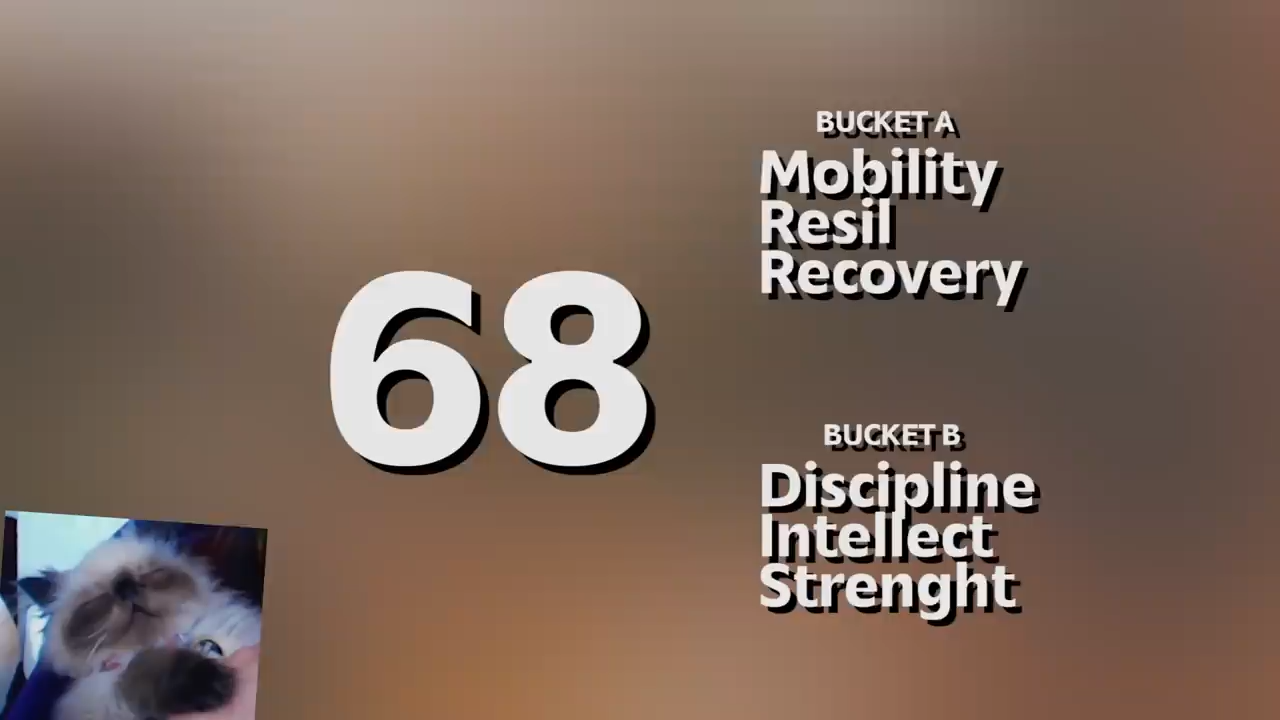 68
BUCKET A
Mobility
Resil
Recovery
BUCKET B
Discipline
Intellect
Strenght